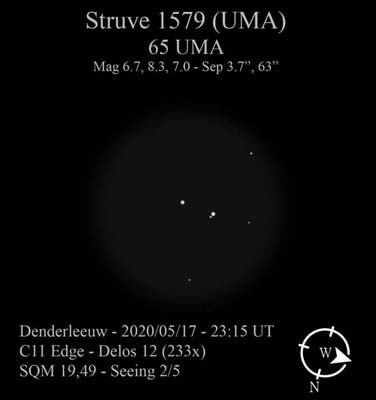 Struve 1579 (UMA)
65 UMA
Mag 6.7, 8.3, 7.0 - Sep 3.7”, 63”
Denderleeuw - 2020/05/17 - 23:15 UT
C11 Edge - Delos 12 (233x)
SQM 19,49 - Seeing 2/5
W
N